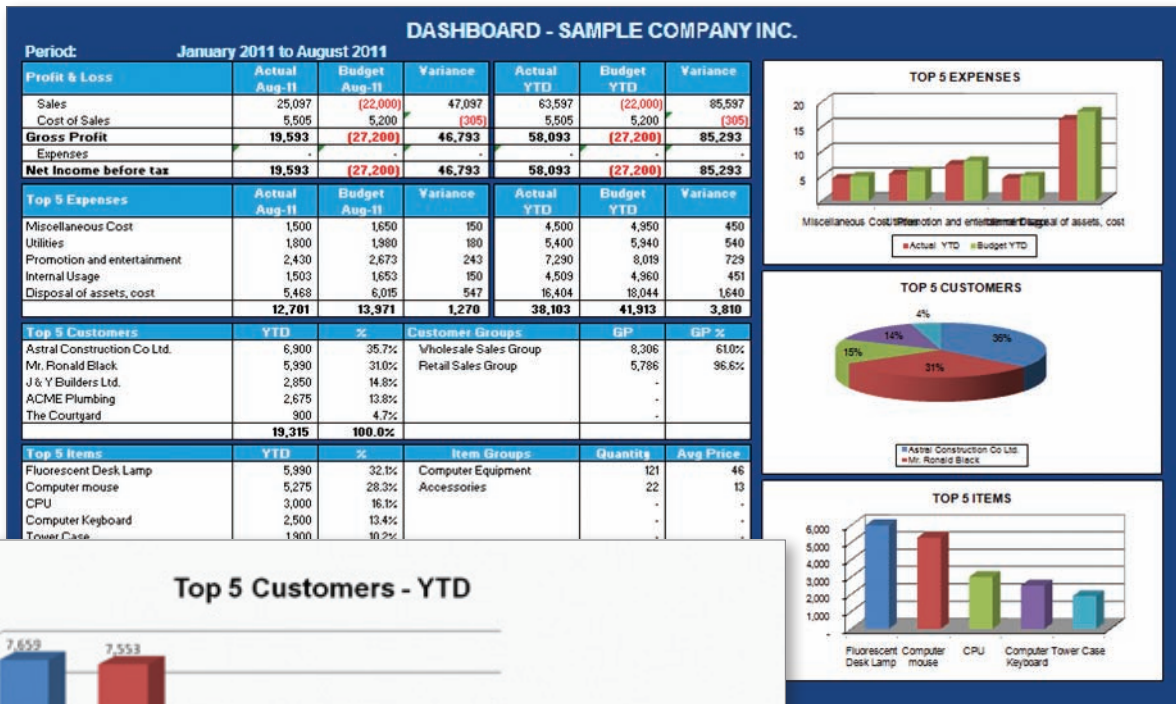 DASHBOARD - SAMPLE COMPANY INC.
Period: January 2011 to August 2011
Profit & Loss Actual Aug-11 Budget Aug-11 Variance Actual YTD Budget YTD Variance
Sales 25,097 (22,000) 47,097 63,597 (22,000) 85,597
Cost of Sales 5,505 5,200 (305) 5,505 5,200 (305)
Gross Profit 19,593 (27,200) 46,793 58,093 (27,200) 85,293
Expenses - - - - - -
Net Income before tax 19,593 (27,200) 46,793 58,093 (27,200) 85,293
Top 5 Expenses Actual Aug-11 Budget Aug-11 Variance Actual YTD Budget YTD Variance
Miscellaneous Cost 1,500 1,650 150 4,500 4,950 450
Utilities 1,800 1,980 180 5,400 5,940 540
Promotion and entertainment 2,430 2,673 243 7,290 8,019 729
Internal Usage 1,503 1,653 150 4,509 4,960 451
Disposal of assets, cost 5,468 6,015 547 16,404 18,044 1,640
12,701 13,971 1,270 38,103 41,913 3,810
Top 5 Customers YTD % Customer Groups GP GP %
Astral Construction Co Ltd. 6,900 35.7% Wholesale Sales Group 8,306 61.0%
Mr. Ronald Black 5,990 31.0% Retail Sales Group 5,786 96.6%
J & Y Builders Ltd. 2,850 14.8% -
ACME Plumbing 2,675 13.8% -
The Courtyard 900 4.7% -
19,315 100.0%
Top 5 Items YTD % Item Groups Quantity Avg Price
Fluorescent Desk Lamp 5,990 32.1% Computer Equipment 121 46
Computer mouse 5,275 28.3% Accessories 22 13
CPU 3,000 16.1% - -
Computer Keyboard 2,500 13.4% - -
Tower Case 1,900 10.2% - -
TOP 5 EXPENSES
20
15
10
5
Miscellaneous Cost Promotion and of assets, cost
Actual YTD Budget YTD
TOP 5 CUSTOMERS
4%
14% 36%
15%
31%
Astral Construction Co Ltd.
Mr. Ronald Black
TOP 5 ITEMS
6,000
5,000
4,000
3,000
2,000
1,000
-
Fluorescent Computer CPU Computer Tower Case
Desk Lamp mouse Keyboard
Top 5 Customers - YTD
7,659 7,553